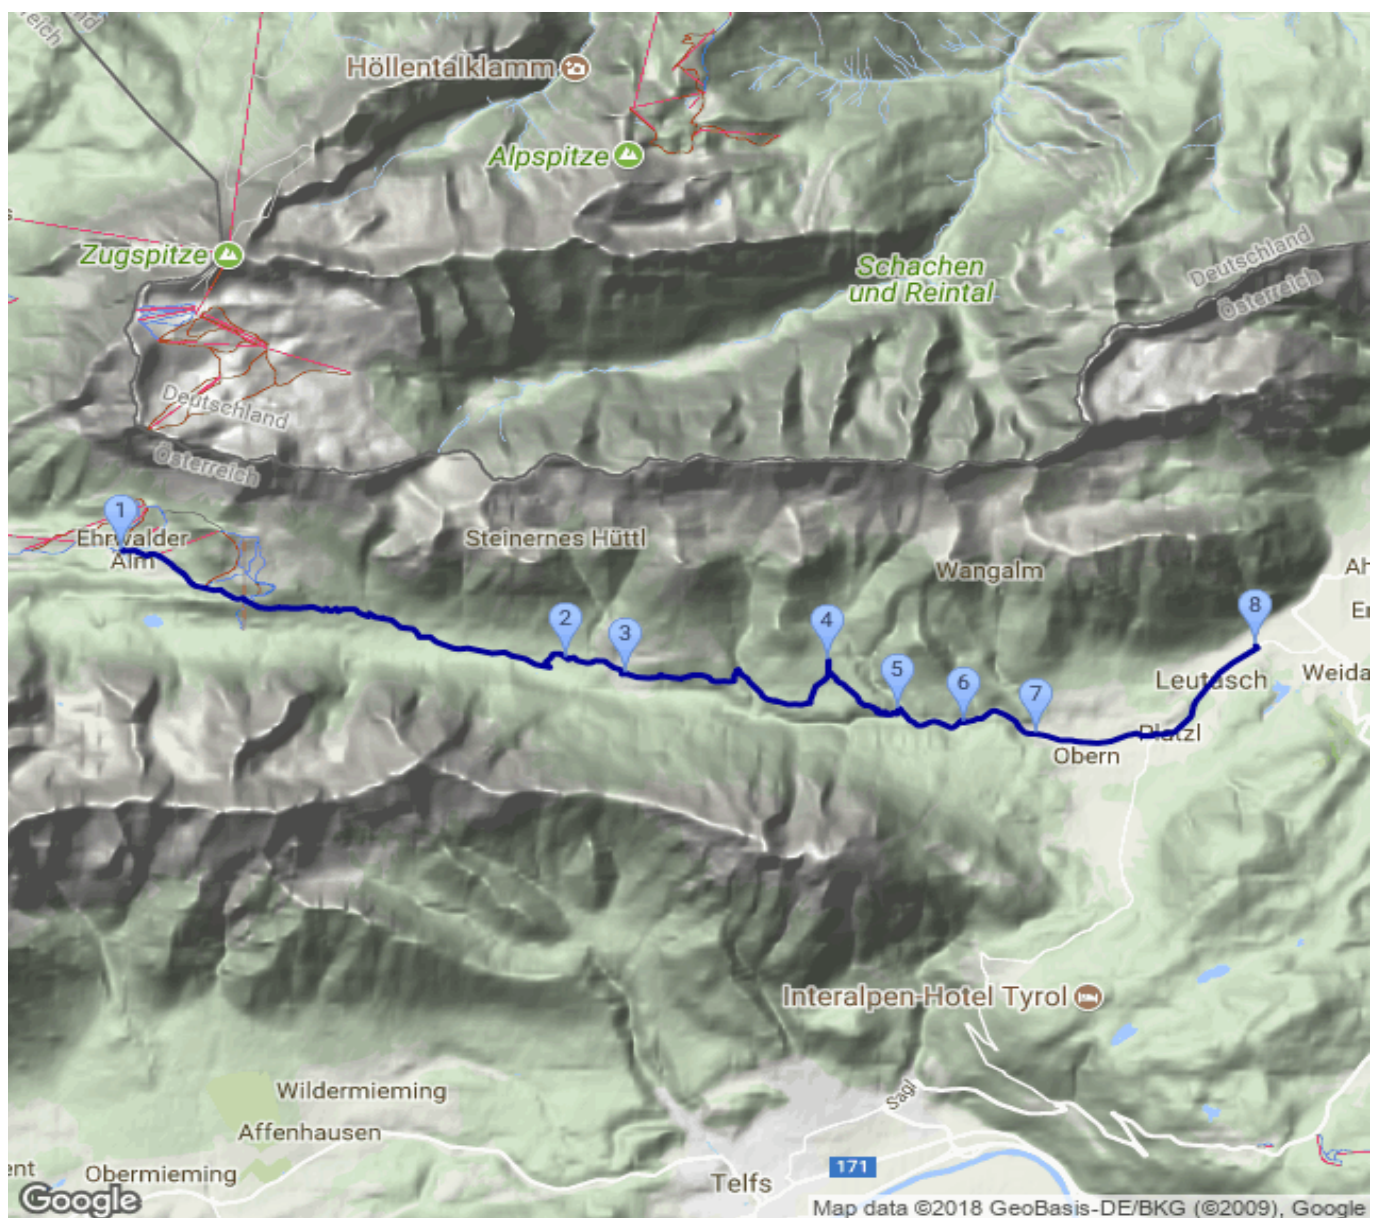 Höllentalklamm
Alpspitze
Zugspitze
Schachen
und Reintal
Deutschland
Österreich
Deutschland
Österreich
1
Ehrwalder
Alm
Steinernes Hüttl
Wangalm
2
3
4
5
6
7
8
Leutasch
Weida
Platzl
Obern
Interalpen-Hotel Tyrol
Wildermieming
Affenhausen
Obermieming
Sagl
Telfs
171
Google
Map data ©2018 GeoBasis-DE/BKG (©2009), Google